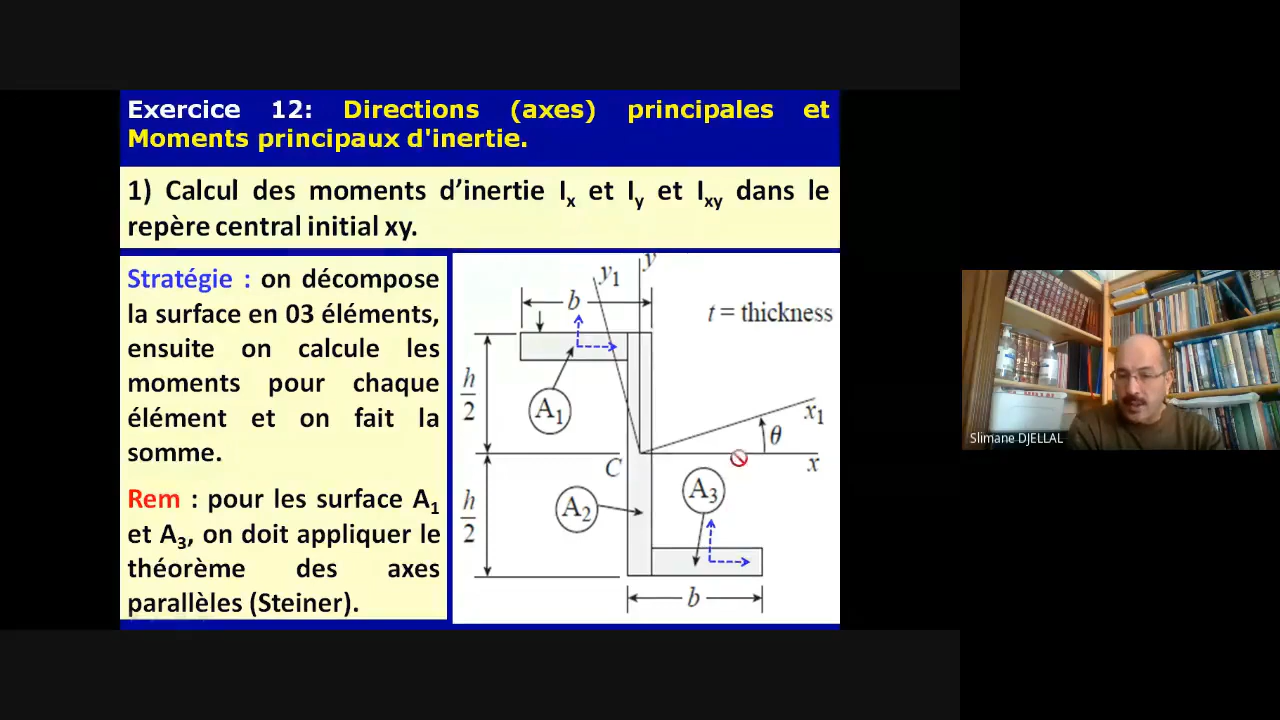 Exercice 12: Directions (axes) principales et
Moments principaux d'inertie.
1) Calcul des moments d’inertie Ix et Iy et Ixy dans le
repère central initial xy.
Stratégie : on décompose
la surface en 03 éléments,
ensuite on calcule les
moments pour chaque
élément et on fait la
somme.
Rem : pour les surface A1
et A3, on doit appliquer le
théorème des axes
parallèles (Steiner).
y1
y
b
t = thickness
h
2
A1
x1
θ
C
x
h
2
A2
A3
b
Slimane DJELLAL